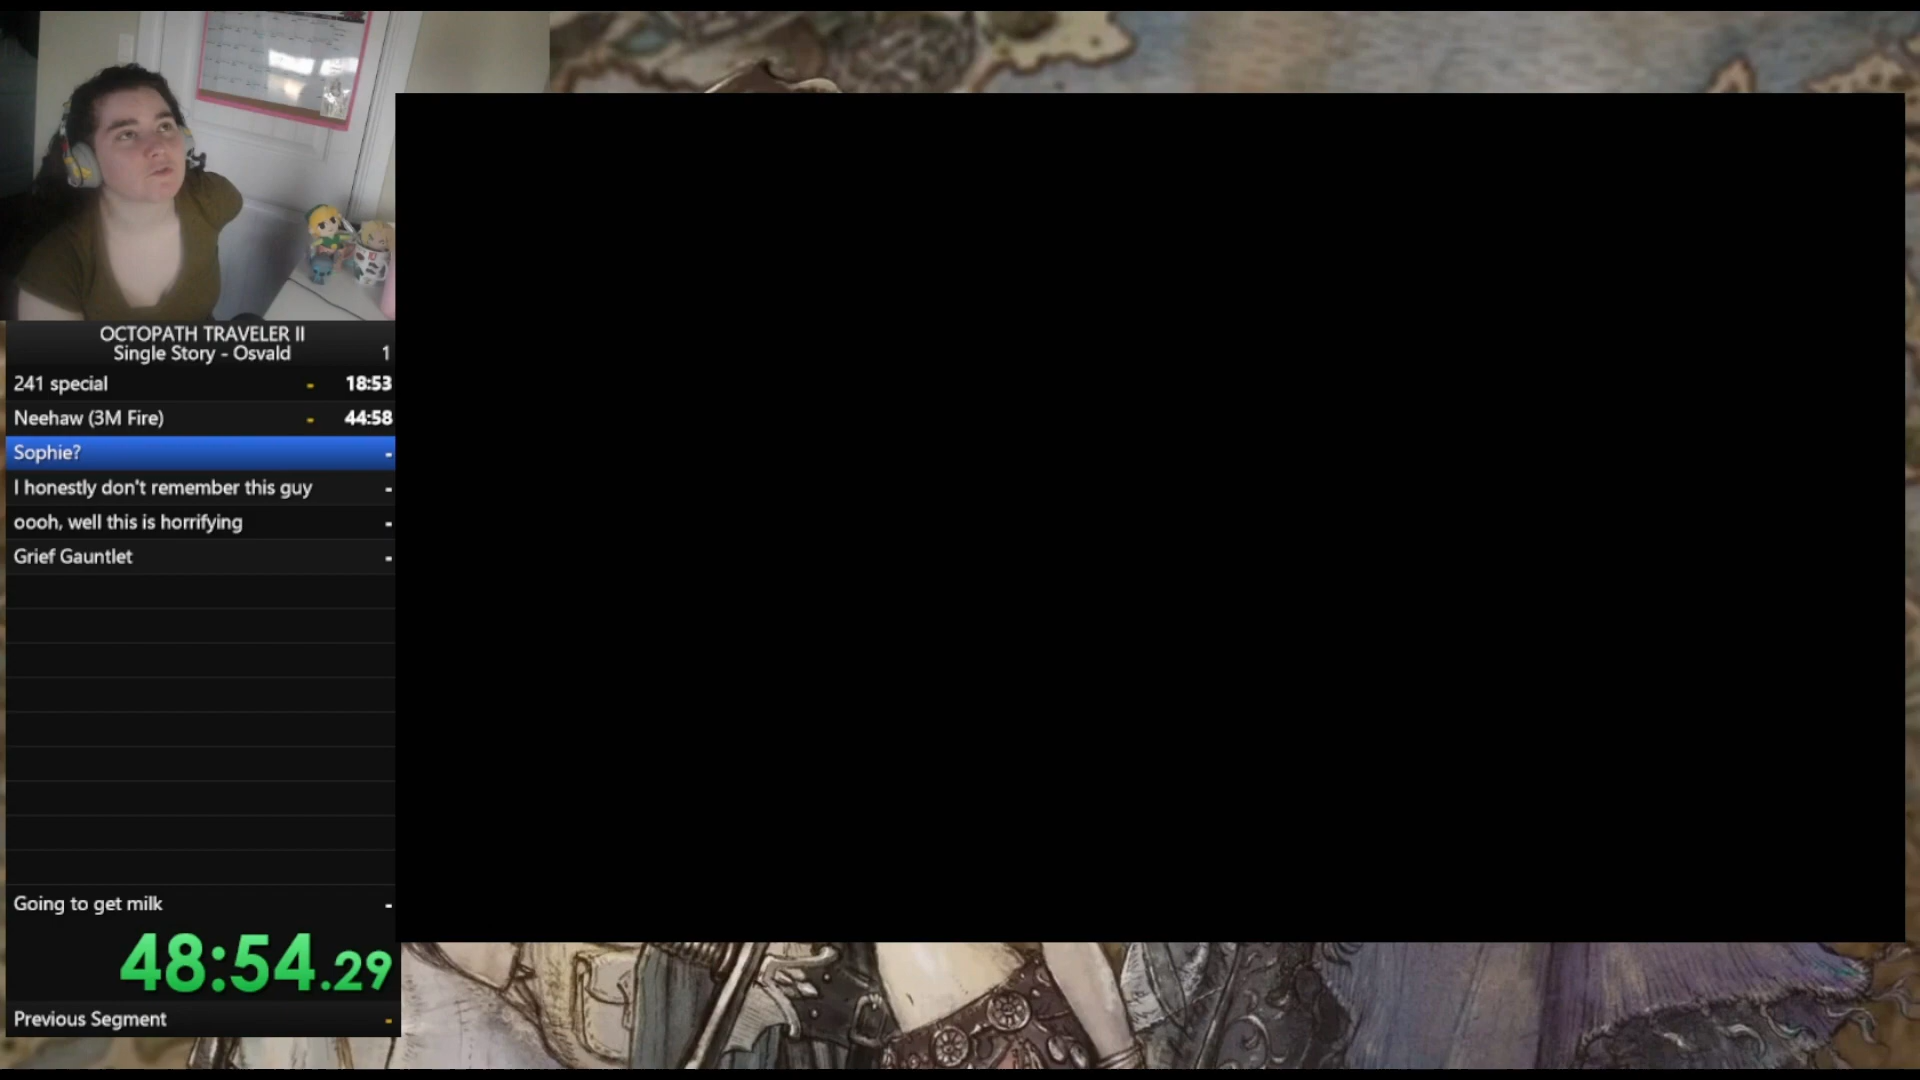 OCTOPATH TRAVELER II
Single Story - Osvald 1
241 special - 18:53
Neehaw (3M Fire) - 44:58
Sophie? -
I honestly don't remember this guy -
oooh, well this is horrifying -
Grief Gauntlet -
Going to get milk -
48:54.29
Previous Segment -